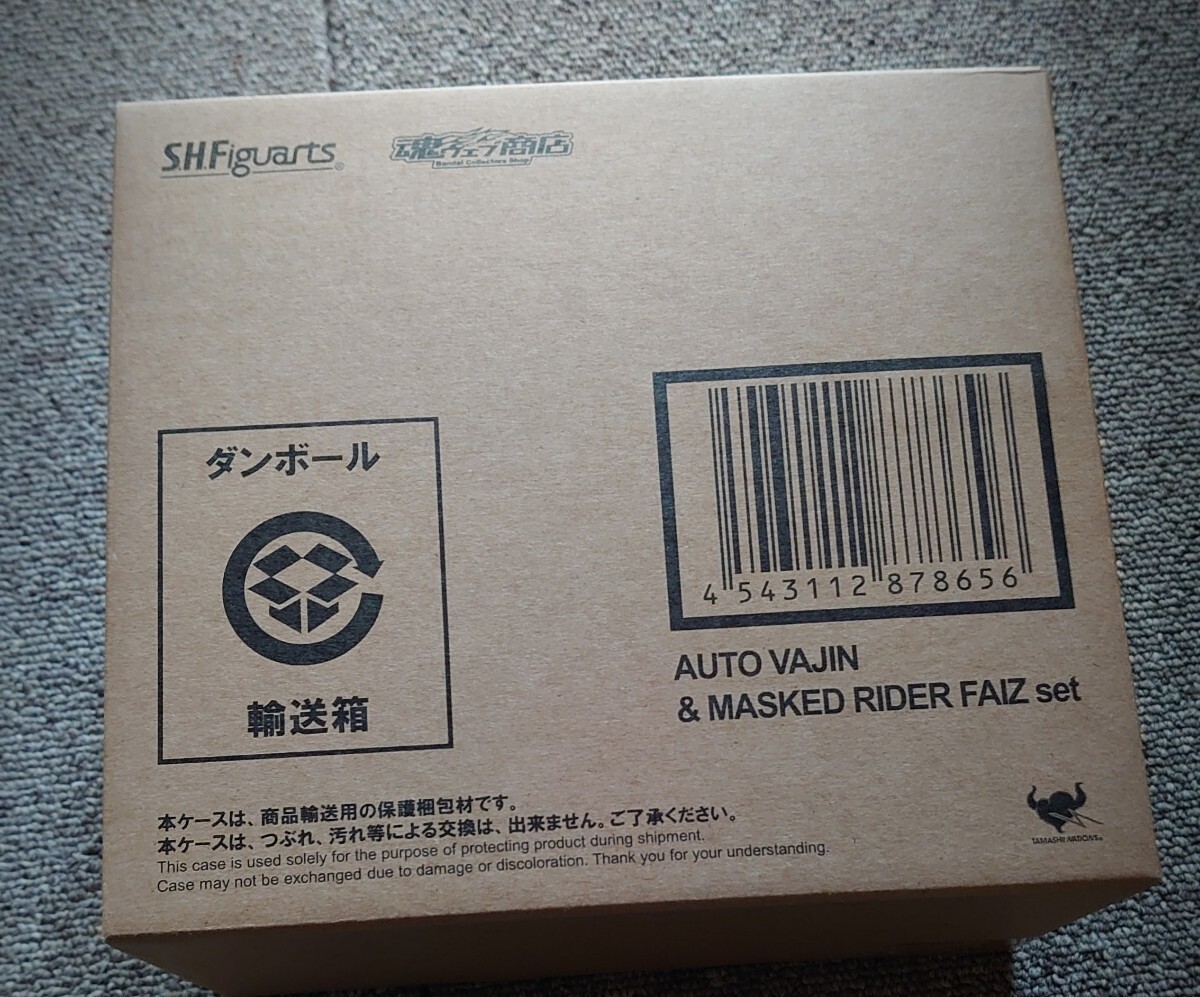 S.H.Figuarts®
魂ウェブ商店
Bandai Collectors Shop
ダンボール
輸送箱
4 543112 878656
AUTO VAJIN
& MASKED RIDER FAIZ set
本ケースは、商品輸送用の保護梱包材です。
本ケースは、つぶれ、汚れ等による交換は、出来ません。ご了承ください。
This case is used solely for the purpose of protecting product during shipment.
Case may not be exchanged due to damage or discoloration. Thank you for your understanding.
TAMASHII NATIONS